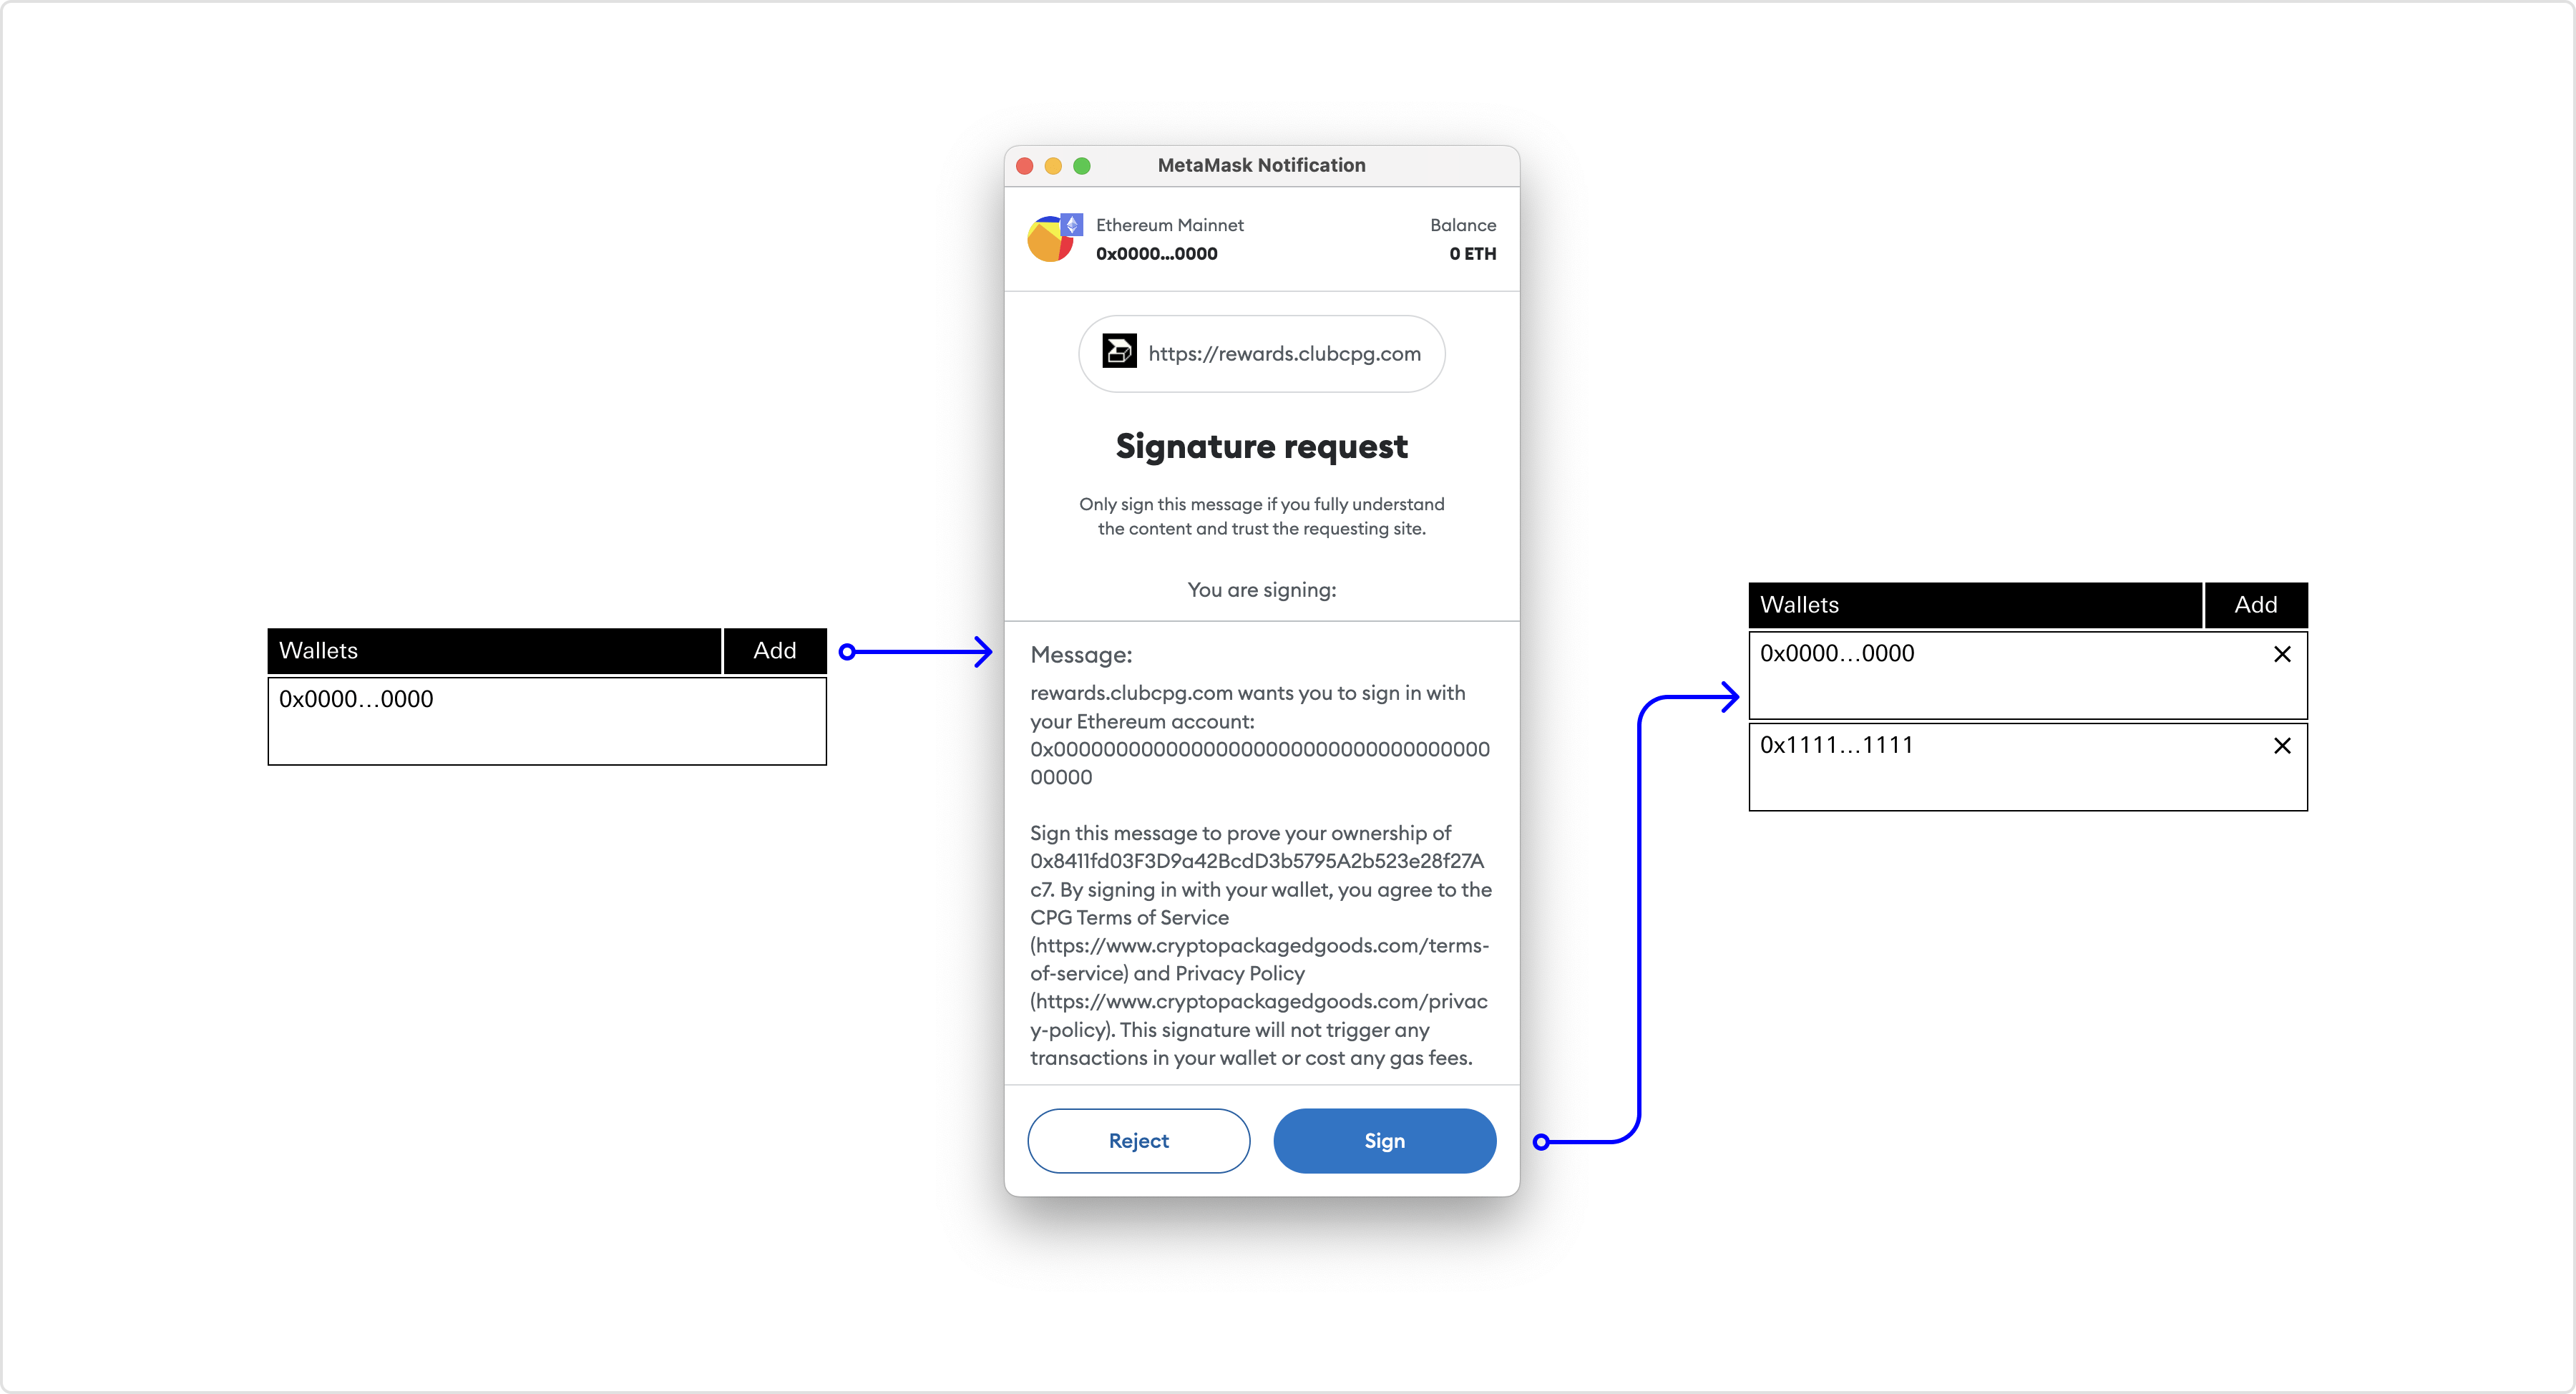 MetaMask Notification
Ethereum Mainnet
0x0000...0000
Balance
0 ETH
https://rewards.clubcpg.com
Signature request
Only sign this message if you fully understand
the content and trust the requesting site.
You are signing:
Wallets
Add
0x0000...0000
Message:
rewards.clubcpg.com wants you to sign in with
your Ethereum account:
0x00000000000000000000000000000000000
00000
Sign this message to prove your ownership of
0x8411fd03F3D9a42BcdD3b5795A2b523e28f27A
c7. By signing in with your wallet, you agree to the
CPG Terms of Service
(https://www.cryptopackagedgoods.com/terms-
of-service) and Privacy Policy
(https://www.cryptopackagedgoods.com/privac
y-policy). This signature will not trigger any
transactions in your wallet or cost any gas fees.
Reject
Sign
Wallets
Add
0x0000...0000
0x1111...1111